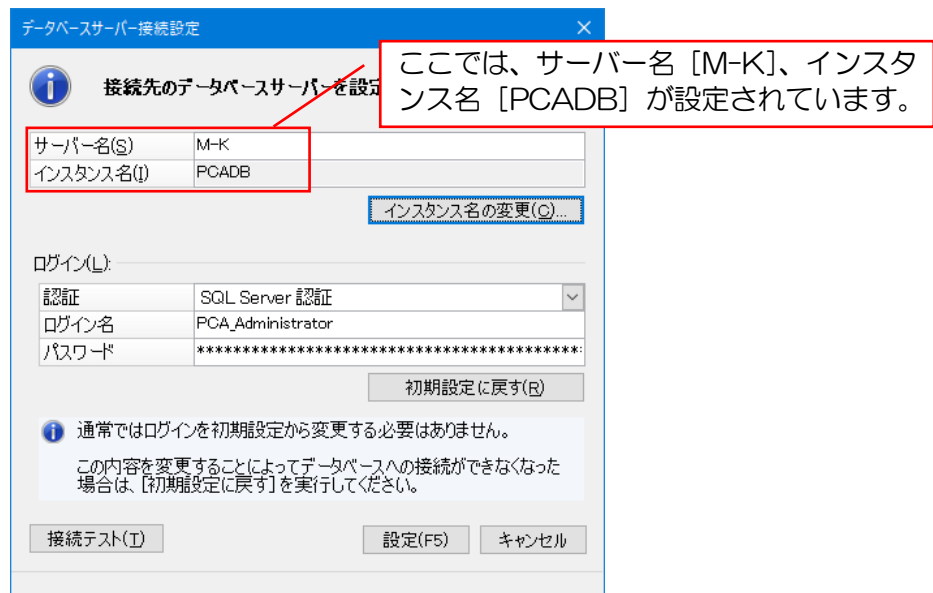 データベースサーバー接続設定
ここでは、サーバー名［M-K］、インスタ
ンス名［PCADB］が設定されています。
接続先のデータベースサーバーを設定
サーバー名(S) M-K
インスタンス名(I) PCADB
インスタンス名の変更(C)...
ログイン(L):
認証 SQL Server 認証
ログイン名 PCA_Administrator
パスワード ******************************************
初期設定に戻す(R)
通常ではログインを初期設定から変更する必要はありません。
この内容を変更することによってデータベースへの接続ができなくなった
場合は、[初期設定に戻す]を実行してください。
接続テスト(T) 設定(F5) キャンセル